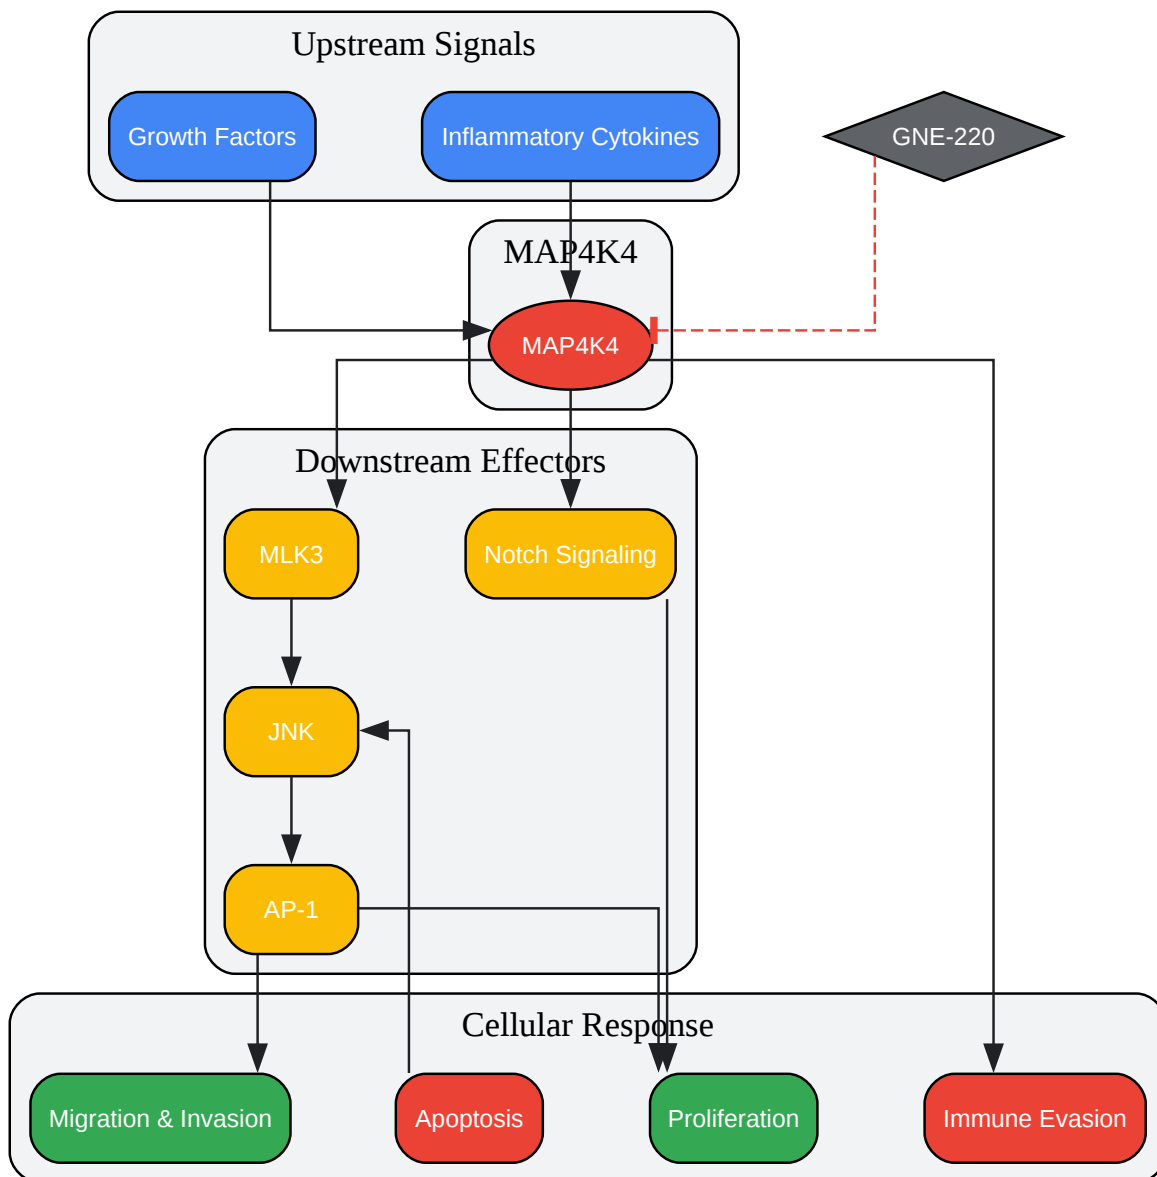 Upstream Signals
Growth Factors
Inflammatory Cytokines
GNE-220
MAP4K4
MAP4K4
Downstream Effectors
MLK3
Notch Signaling
JNK
AP-1
Cellular Response
Migration & Invasion
Apoptosis
Proliferation
Immune Evasion